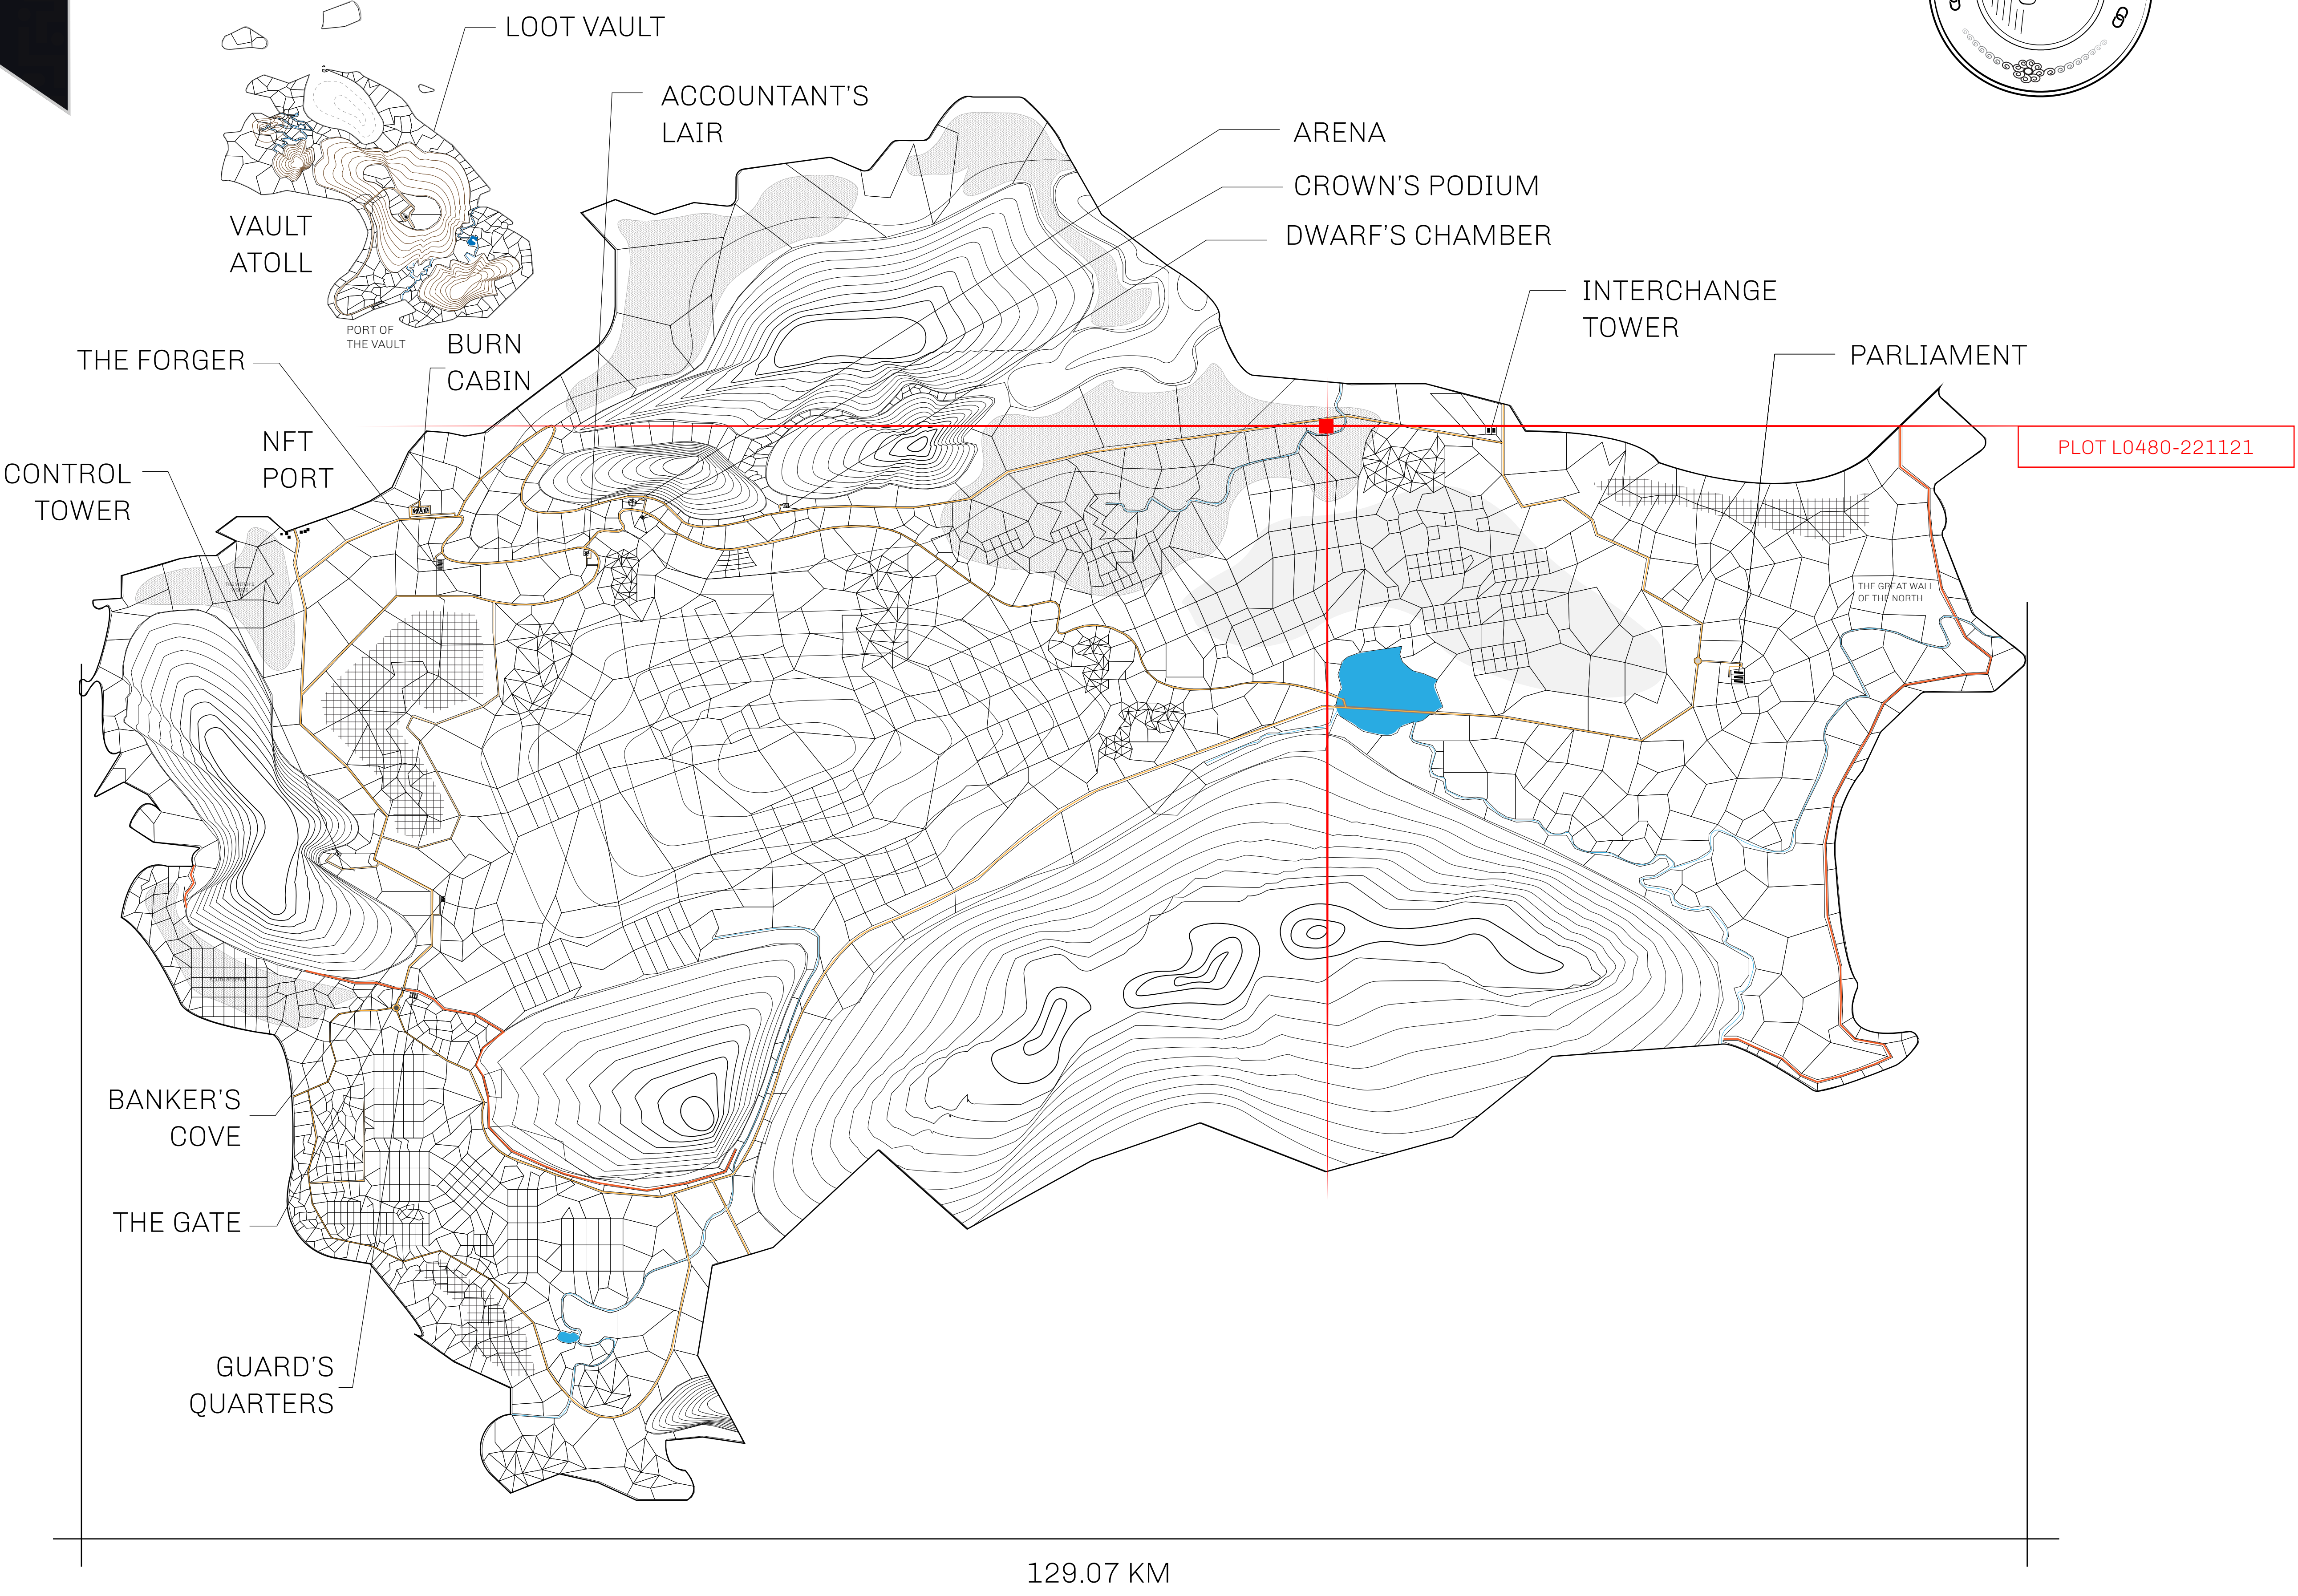 LOOT VAULT
ACCOUNTANT'S
LAIR
ARENA
CROWN'S PODIUM
DWARF'S CHAMBER
VAULT
ATOLL
INTERCHANGE
TOWER
PORT OF
THE VAULT
BURN
CABIN
THE FORGER
PARLIAMENT
NFT
PORT
CONTROL
TOWER
PLOT L0480-221121
THE GREAT WALL
OF THE NORTH
SOUTH RESERVE
BANKER'S
COVE
THE GATE
GUARD'S
QUARTERS
129.07 KM